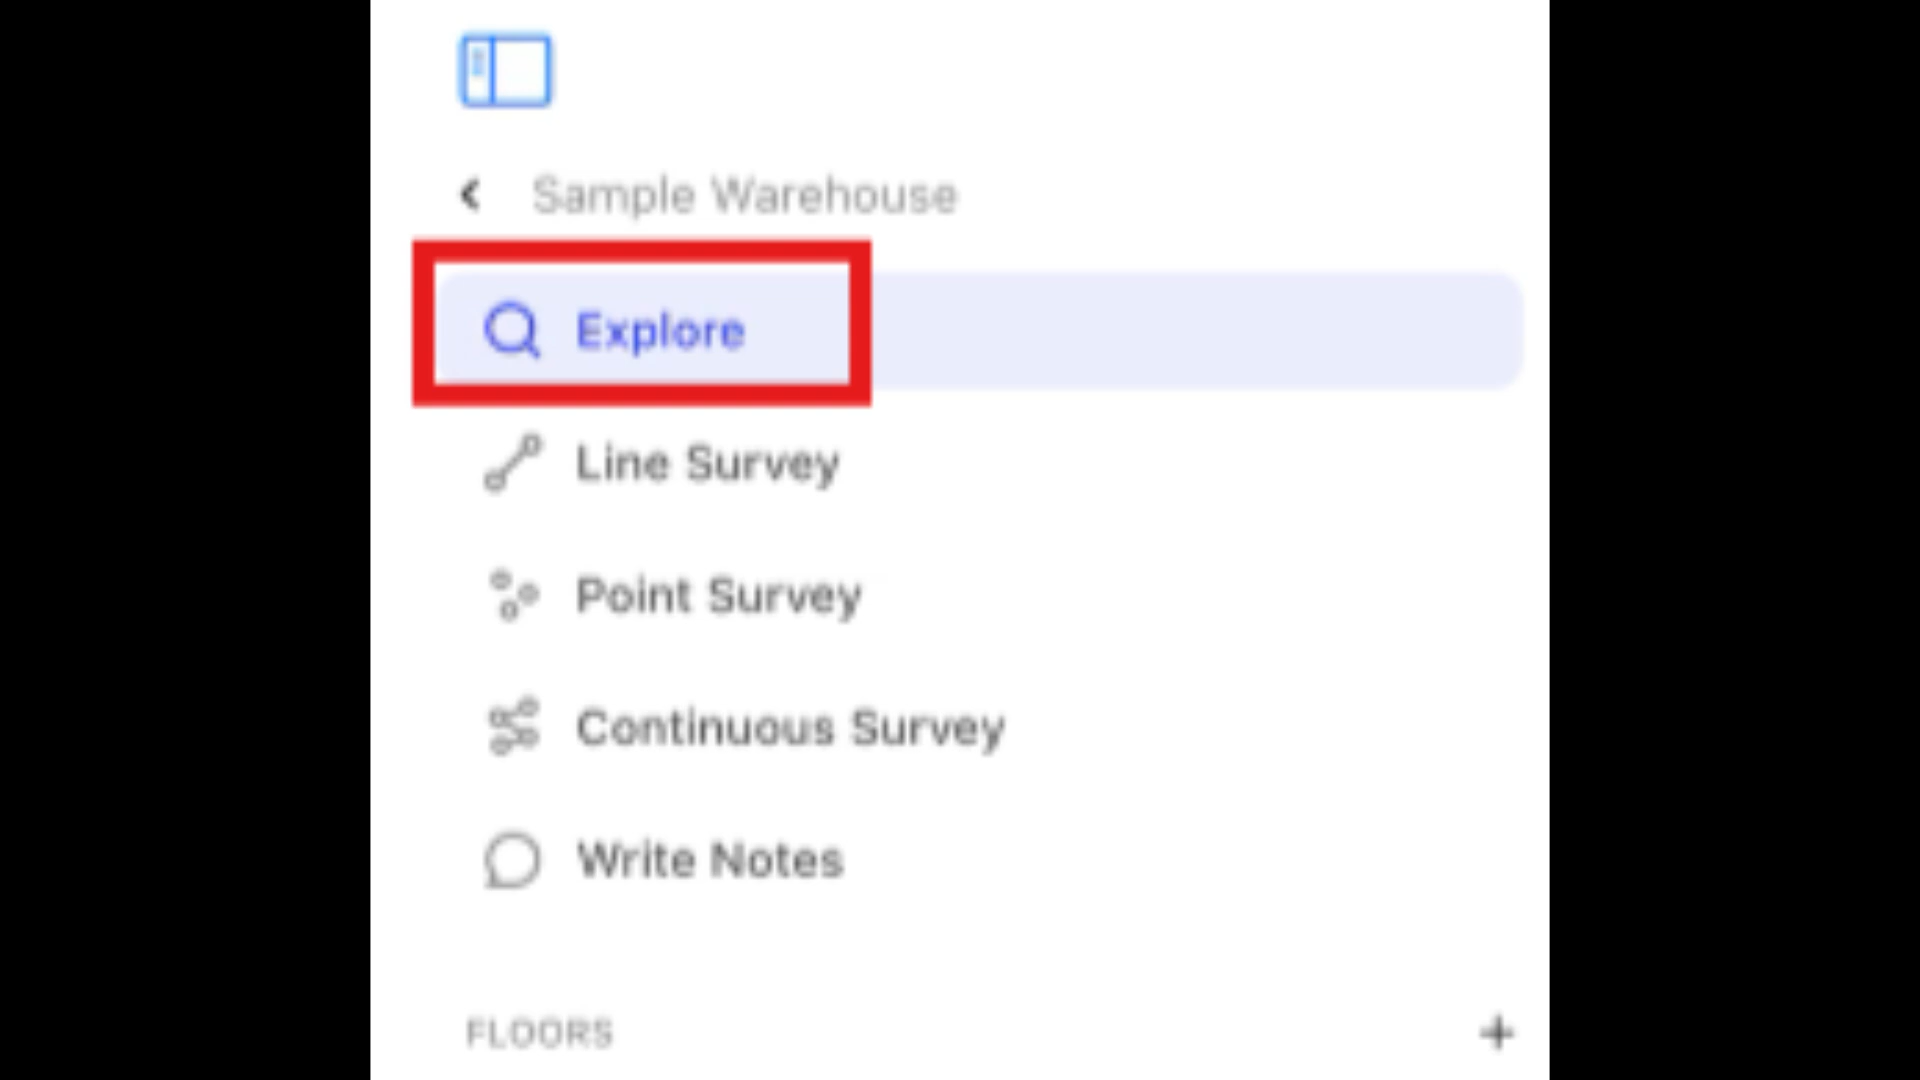 Sample Warehouse
Explore
Line Survey
Point Survey
Continuous Survey
Write Notes
FLOORS